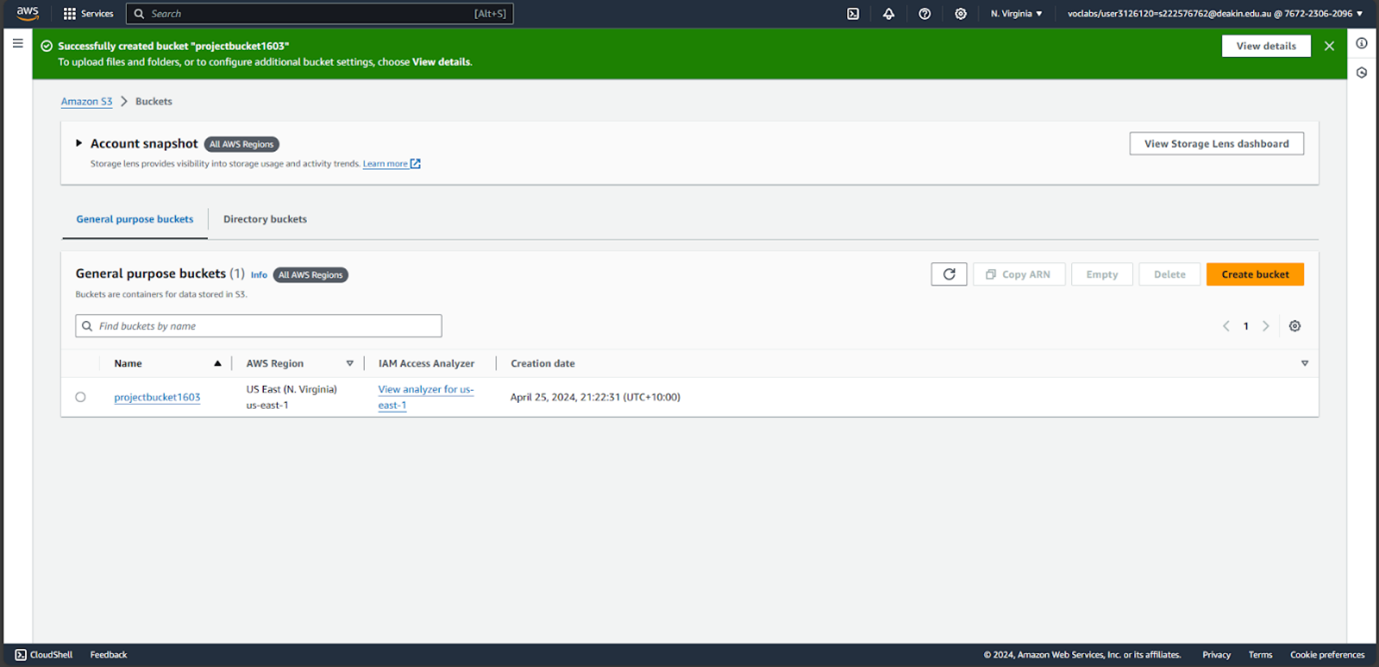 aws Services Search [Alt+S] N. Virginia voclabs/user3126120=s222576762@deakin.edu.au @ 7672-2306-2096
Successfully created bucket "projectbucket1603"
To upload files and folders, or to configure additional bucket settings, choose View details.
View details
Amazon S3 Buckets
Account snapshot All AWS Regions
Storage lens provides visibility into storage usage and activity trends. Learn more
View Storage Lens dashboard
General purpose buckets Directory buckets
General purpose buckets (1) Info All AWS Regions
Buckets are containers for data stored in S3.
Copy ARN Empty Delete Create bucket
Find buckets by name
1
Name AWS Region IAM Access Analyzer Creation date
projectbucket1603
US East (N. Virginia)
us-east-1
View analyzer for us-
east-1
April 25, 2024, 21:22:31 (UTC+10:00)
CloudShell Feedback © 2024, Amazon Web Services, Inc. or its affiliates. Privacy Terms Cookie preferences